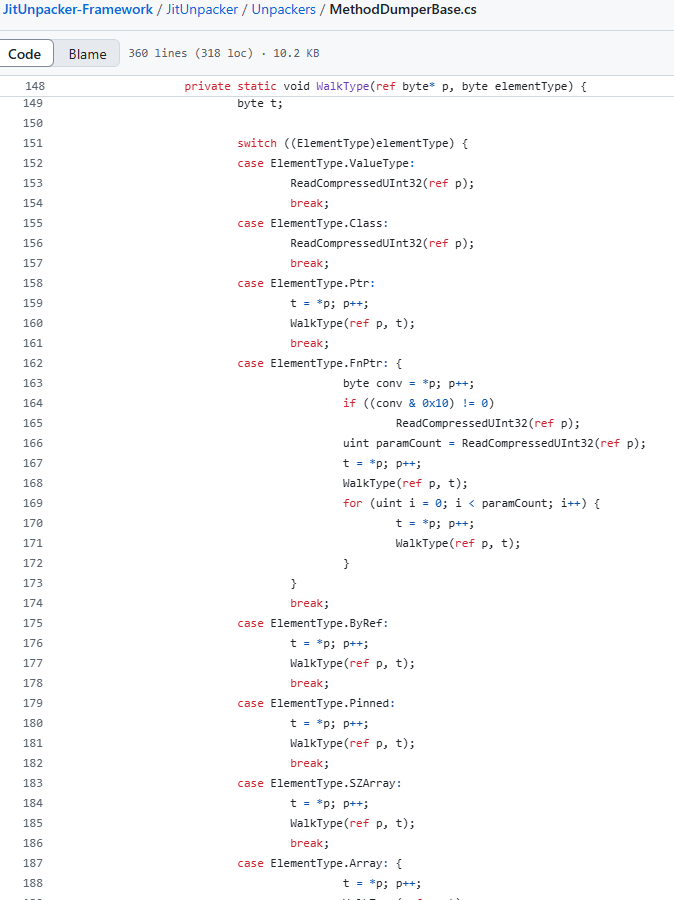 JitUnpacker-Framework / JitUnpacker / Unpackers / MethodDumperBase.cs
Code Blame 360 lines (318 loc) · 10.2 KB
148 private static void WalkType(ref byte* p, byte elementType) {
149 byte t;
150
151 switch ((ElementType)elementType) {
152 case ElementType.ValueType:
153 ReadCompressedUInt32(ref p);
154 break;
155 case ElementType.Class:
156 ReadCompressedUInt32(ref p);
157 break;
158 case ElementType.Ptr:
159 t = *p; p++;
160 WalkType(ref p, t);
161 break;
162 case ElementType.FnPtr: {
163 byte conv = *p; p++;
164 if ((conv & 0x10) != 0)
165 ReadCompressedUInt32(ref p);
166 uint paramCount = ReadCompressedUInt32(ref p);
167 t = *p; p++;
168 WalkType(ref p, t);
169 for (uint i = 0; i < paramCount; i++) {
170 t = *p; p++;
171 WalkType(ref p, t);
172 }
173 }
174 break;
175 case ElementType.ByRef:
176 t = *p; p++;
177 WalkType(ref p, t);
178 break;
179 case ElementType.Pinned:
180 t = *p; p++;
181 WalkType(ref p, t);
182 break;
183 case ElementType.SZArray:
184 t = *p; p++;
185 WalkType(ref p, t);
186 break;
187 case ElementType.Array: {
188 t = *p; p++;